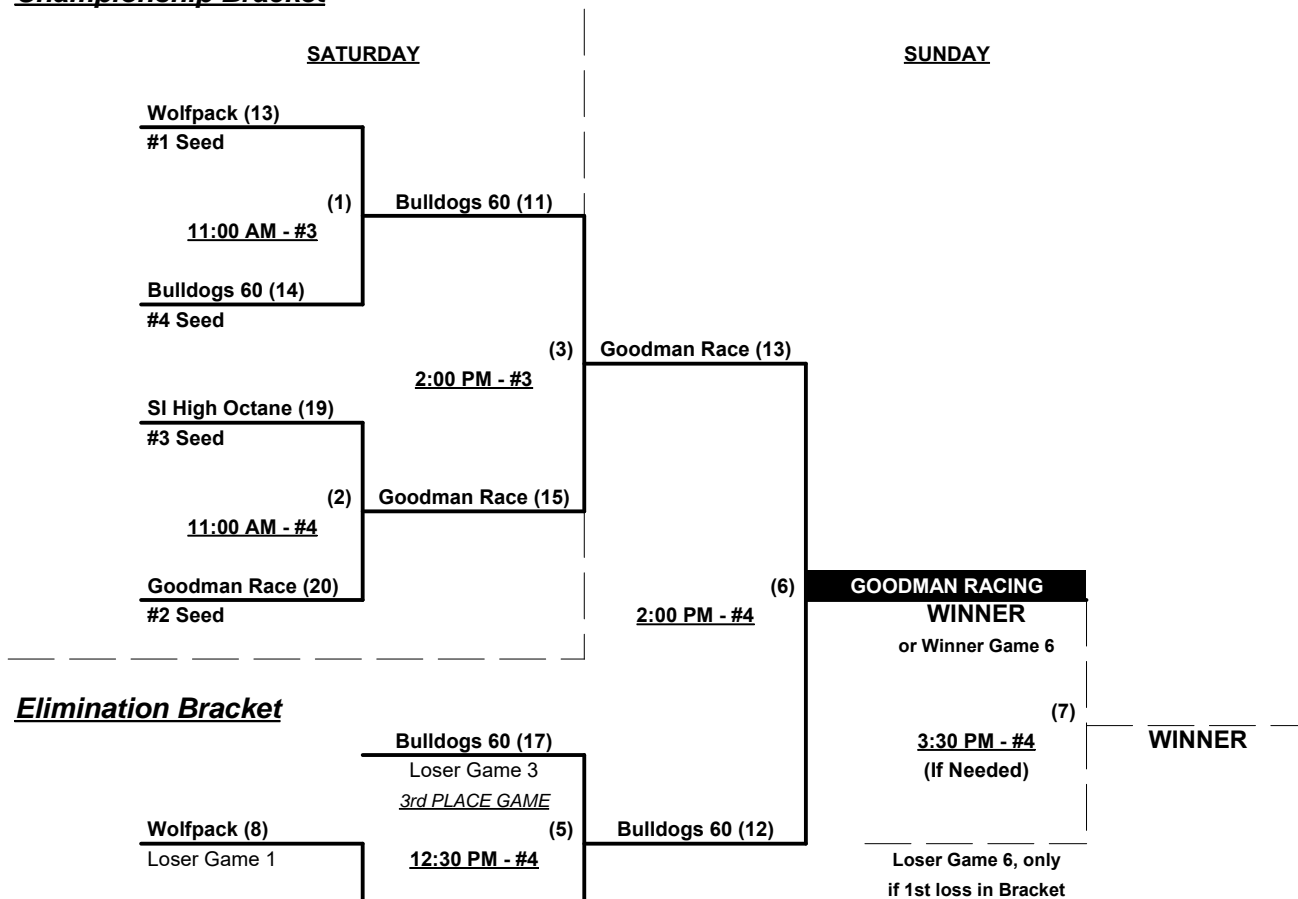 Championship Bracket
SATURDAY
SUNDAY
Wolfpack (13)
#1 Seed
(1)
Bulldogs 60 (11)
11:00 AM - #3
Bulldogs 60 (14)
#4 Seed
(3)
Goodman Race (13)
2:00 PM - #3
SI High Octane (19)
#3 Seed
(2)
Goodman Race (15)
11:00 AM - #4
Goodman Race (20)
#2 Seed
(6)
GOODMAN RACING
2:00 PM - #4
WINNER
or Winner Game 6
Elimination Bracket
(7)
Bulldogs 60 (17)
3:30 PM - #4
WINNER
Loser Game 3
(If Needed)
3rd PLACE GAME
Wolfpack (8)
(5)
Bulldogs 60 (12)
Loser Game 1
12:30 PM - #4
Loser Game 6, only
if 1st loss in Bracket